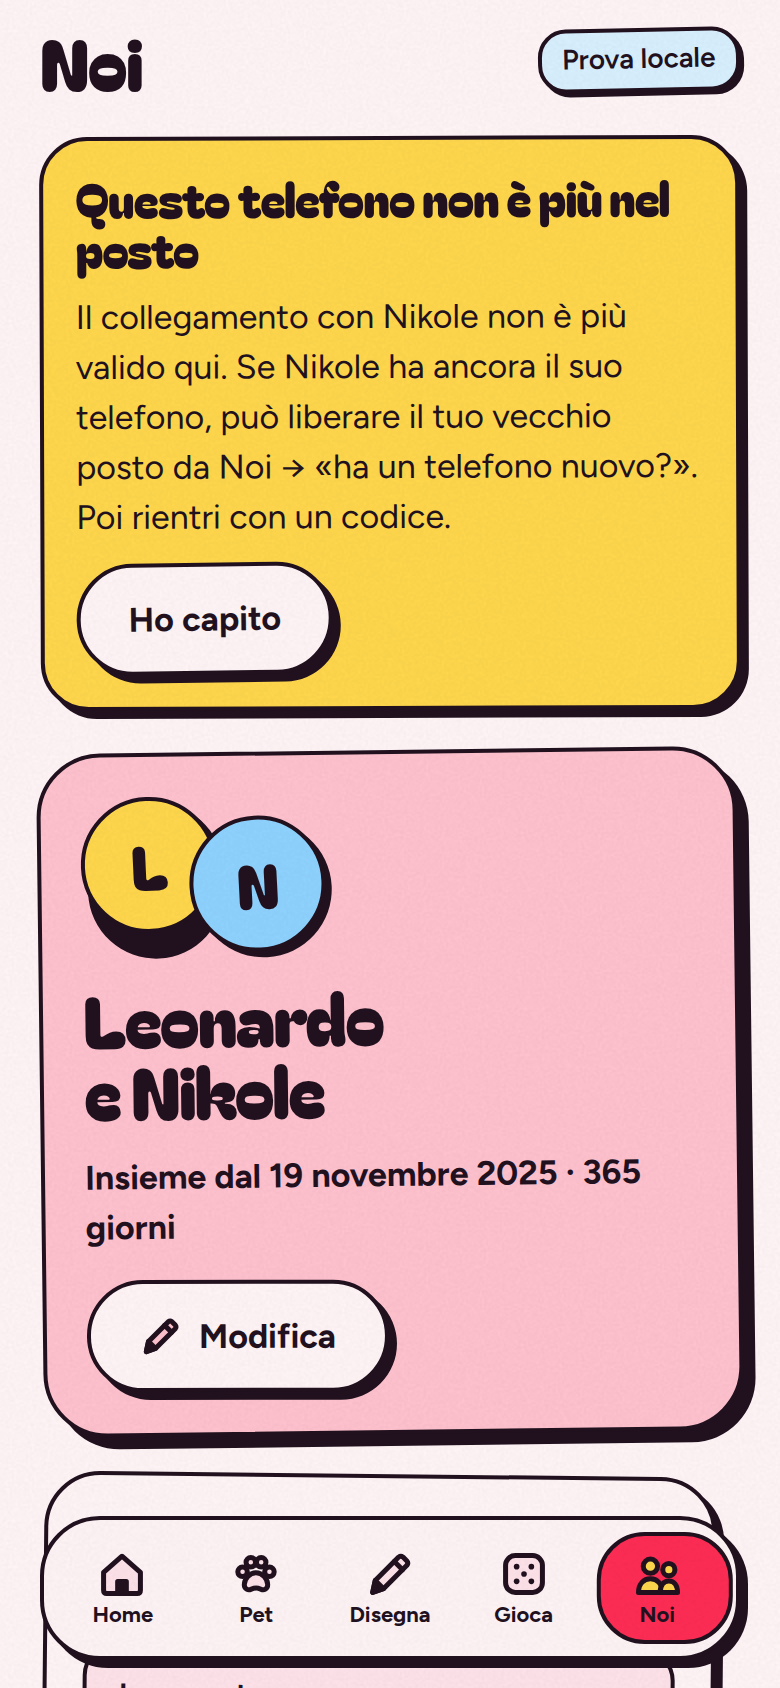 Noi
Prova locale
Questo telefono non è più nel
posto
Il collegamento con Nikole non è più
valido qui. Se Nikole ha ancora il suo
telefono, può liberare il tuo vecchio
posto da Noi → «ha un telefono nuovo?».
Poi rientri con un codice.
Ho capito
L
N
Leonardo
e Nikole
Insieme dal 19 novembre 2025 · 365
giorni
Modifica
Home
Pet
Disegna
Gioca
Noi